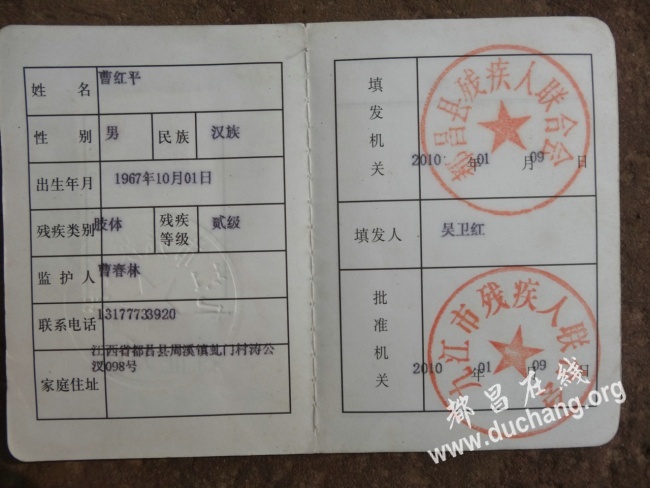 姓名 曹红平
性别 男 民族 汉族
出生年月 1967年10月01日
残疾类别 肢体 残疾等级 贰级
监护人 曹春林
联系电话 13177733920
家庭住址 江西省都昌县周溪镇虬门村涛公
汊098号
填发机关 都昌县残疾人联合会
2010 年 01 月 09 日
填发人 吴卫红
批准机关 九江市残疾人联合会
2010 年 01 月 09 日
都昌在线
www.duchang.org